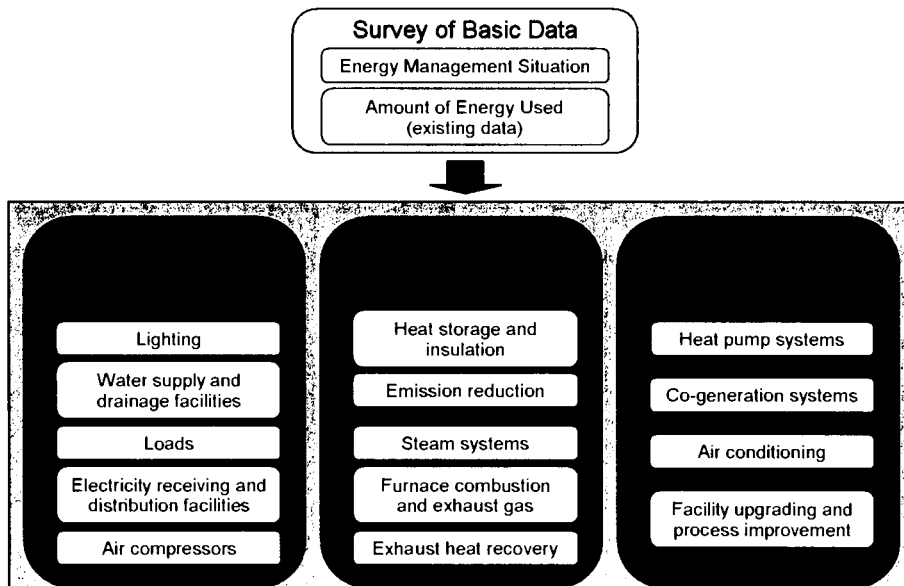 Survey of Basic Data
Energy Management Situation
Amount of Energy Used
(existing data)
Lighting
Water supply and
drainage facilities
Loads
Electricity receiving and
distribution facilities
Air compressors
Heat storage and
insulation
Emission reduction
Steam systems
Furnace combustion
and exhaust gas
Exhaust heat recovery
Heat pump systems
Co-generation systems
Air conditioning
Facility upgrading and
process improvement